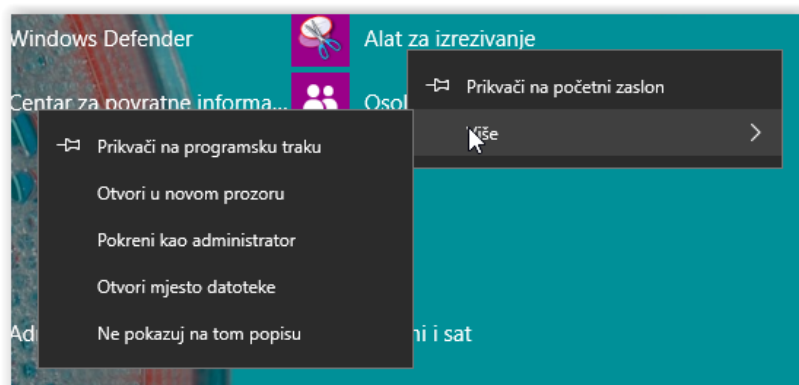 Windows Defender
Alat za izrezivanje
Centar za povratne informa...
Prikvači na početni zaslon
Više
Prikvači na programsku traku
Otvori u novom prozoru
Pokreni kao administrator
Otvori mjesto datoteke
Ne pokazuj na tom popisu
i sat